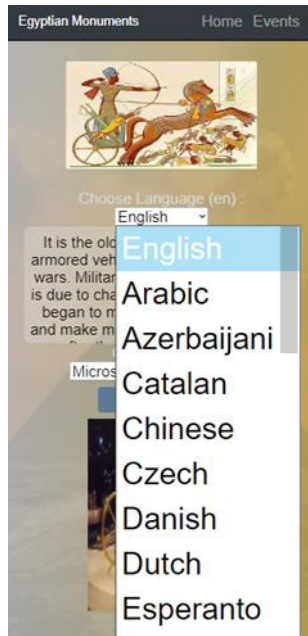 Egyptian Monuments Home Events
Choose Language (en) :
English
It is the old
armored veh
wars. Militar
is due to cha
began to m
and make m
Micros
English
Arabic
Azerbaijani
Catalan
Chinese
Czech
Danish
Dutch
Esperanto